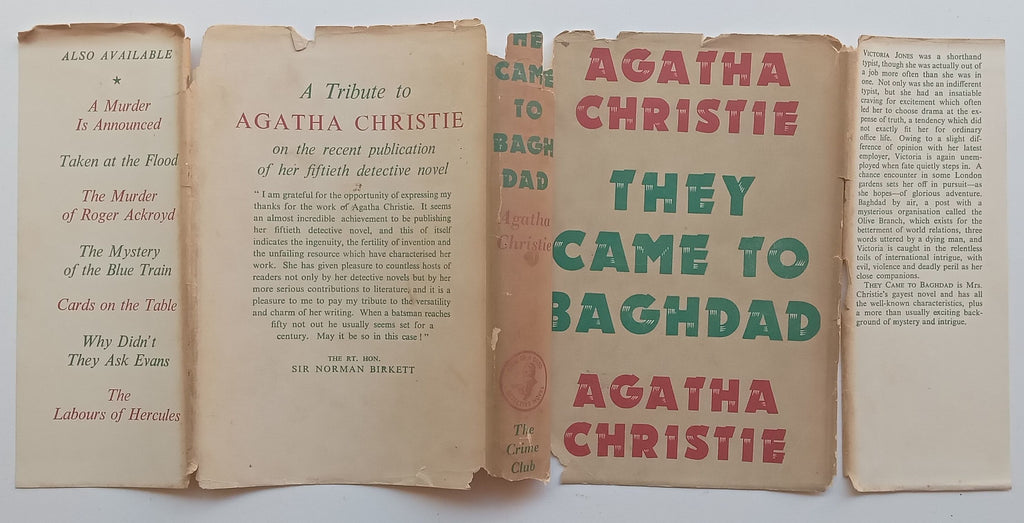 ALSO AVAILABLE
★
A Murder
Is Announced
Taken at the Flood
The Murder
of Roger Ackroyd
The Mystery
of the Blue Train
Cards on the Table
Why Didn't
They Ask Evans
The
Labours of Hercules
A Tribute to
AGATHA CHRISTIE
on the recent publication
of her fiftieth detective novel
" I am grateful for the opportunity of expressing my
thanks for the work of Agatha Christie. It seems
an almost incredible achievement to be publishing
her fiftieth detective novel, and this of itself
indicates the ingenuity, the fertility of invention and
the unfailing resource which have characterised her
work. She has given pleasure to countless hosts of
readers not only by her detective novels but by her
more serious contributions to literature, and it is a
pleasure to me to pay my tribute to the versatility
and charm of her writing. When a batsman reaches
fifty not out he usually seems set for a
century. May it be so in this case ! "
THE RT. HON.
SIR NORMAN BIRKETT
HE
CAME
TO
BAGH
DAD
Agatha
Christie
The
Crime
Club
AGATHA
CHRISTIE
THEY
CAME TO
BAGHDAD
AGATHA
CHRISTIE
VICTORIA JONES was a shorthand
typist, though she was actually out of
a job more often than she was in
one. Not only was she an indifferent
typist, but she had an insatiable
craving for excitement which often
led her to choose drama at the ex-
pense of truth, a tendency which did
not exactly fit her for ordinary
office life. Owing to a slight dif-
ference of opinion with her latest
employer, Victoria is again unem-
ployed when fate quietly steps in. A
chance encounter in some London
gardens sets her off in pursuit—as
she hopes—of glorious adventure.
Baghdad by air, a post with a
mysterious organisation called the
Olive Branch, which exists for the
betterment of world relations, three
words uttered by a dying man, and
Victoria is caught in the relentless
toils of international intrigue, with
evil, violence and deadly peril as her
close companions.
THEY CAME TO BAGHDAD is Mrs.
Christie's gayest novel and has all
the well-known characteristics, plus
a more than usually exciting back-
ground of mystery and intrigue.